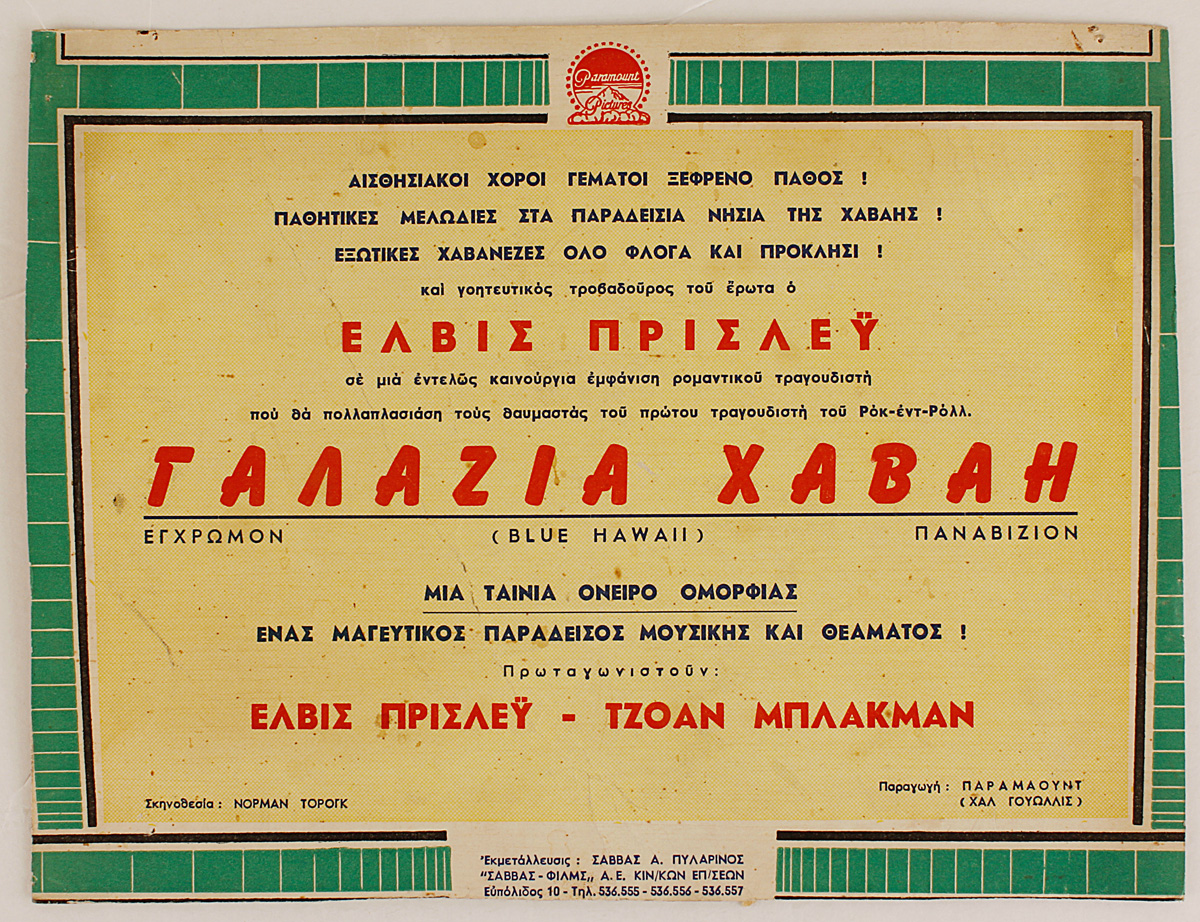 Paramount
Pictures
ΑΙΣΘΗΣΙΑΚΟΙ ΧΟΡΟΙ ΓΕΜΑΤΟΙ ΞΕΦΡΕΝΟ ΠΑΘΟΣ !
ΠΑΘΗΤΙΚΕΣ ΜΕΛΩΔΙΕΣ ΣΤΑ ΠΑΡΑΔΕΙΣΙΑ ΝΗΣΙΑ ΤΗΣ ΧΑΒΑΗΣ !
ΕΞΩΤΙΚΕΣ ΧΑΒΑΝΕΖΕΣ ΟΛΟ ΦΛΟΓΑ ΚΑΙ ΠΡΟΚΛΗΣΙ !
καὶ γοητευτικὸς τροβαδοῦρος τοῦ ἔρωτα ὁ
ΕΛΒΙΣ ΠΡΙΣΛΕΫ
σὲ μιὰ ἐντελῶς καινούργια ἐμφάνιση ρομαντικοῦ τραγουδιστῆ
ποὺ θὰ πολλαπλασιάση τοὺς θαυμαστὰς τοῦ πρώτου τραγουδιστῆ τοῦ Ρὸκ-ἐντ-Ρὸλλ.
ΓΑΛΑΖΙΑ ΧΑΒΑΗ
ΕΓΧΡΩΜΟΝ (BLUE HAWAII) ΠΑΝΑΒΙΖΙΟΝ
ΜΙΑ ΤΑΙΝΙΑ ΟΝΕΙΡΟ ΟΜΟΡΦΙΑΣ
ΕΝΑΣ ΜΑΓΕΥΤΙΚΟΣ ΠΑΡΑΔΕΙΣΟΣ ΜΟΥΣΙΚΗΣ ΚΑΙ ΘΕΑΜΑΤΟΣ !
Πρωταγωνιστοῦν:
ΕΛΒΙΣ ΠΡΙΣΛΕΫ - ΤΖΟΑΝ ΜΠΛΑΚΜΑΝ
Σκηνοθεσία : ΝΟΡΜΑΝ ΤΟΡΟΓΚ
Παραγωγή : ΠΑΡΑΜΑΟΥΝΤ
(ΧΑΛ ΓΟΥΩΛΛΙΣ)
Ἐκμετάλλευσις : ΣΑΒΒΑΣ Α. ΠΥΛΑΡΙΝΟΣ
“ΣΑΒΒΑΣ - ΦΙΛΜΣ„ Α. Ε. ΚΙΝ/ΚΩΝ ΕΠ/ΣΕΩΝ
Εὐπόλιδος 10 - Τηλ. 536.555 - 536.556 - 536.557